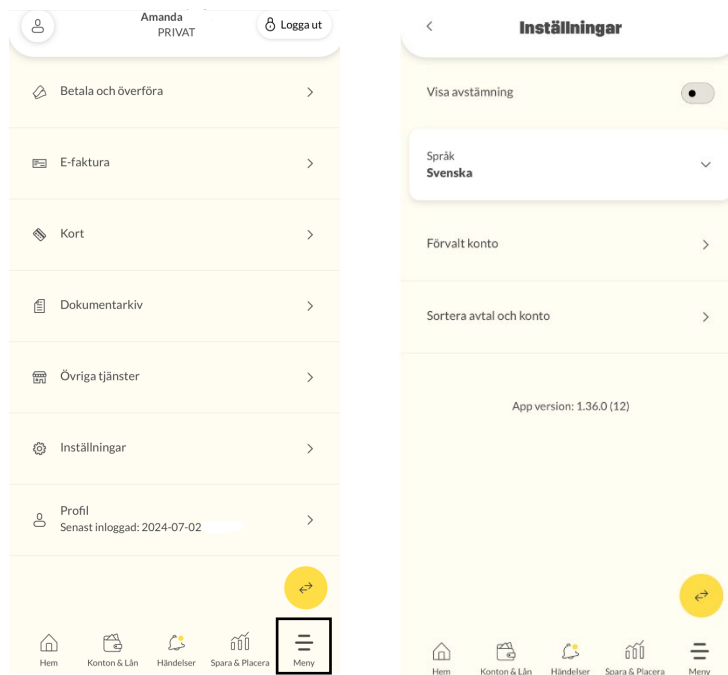 Amanda
PRIVAT
Logga ut
Betala och överföra
E-faktura
Kort
Dokumentarkiv
Övriga tjänster
Inställningar
Profil
Senast inloggad: 2024-07-02
Hem
Konton & Lån
Händelser
Spara & Placera
Meny
Inställningar
Visa avstämning
Språk
Svenska
Förvalt konto
Sortera avtal och konto
App version: 1.36.0 (12)
Hem
Konton & Lån
Händelser
Spara & Placera
Meny